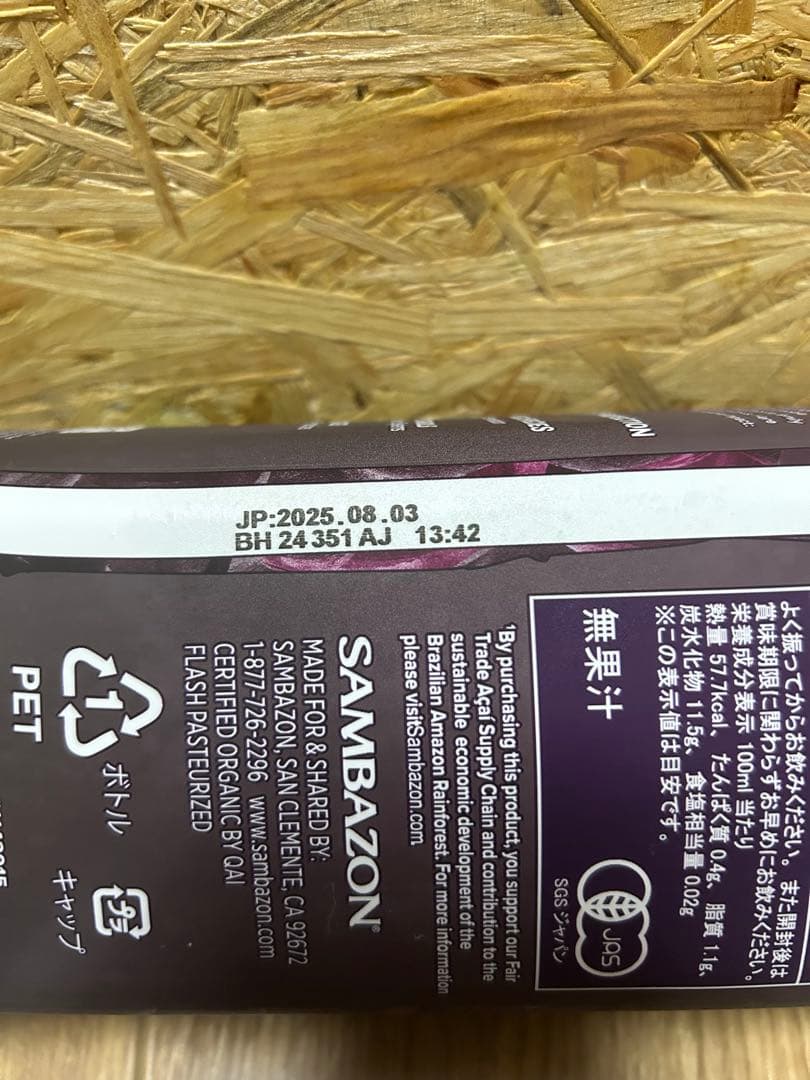 JP:2025.08.03
BH 24351 AJ 13:42
よく振ってからお飲みください。また開封後は
賞味期限に関わらずお早めにお飲みください。
栄養成分表示 100ml 当たり
熱量 57.7kcal、たんぱく質 0.4g、脂質 1.1g、
炭水化物 11.5g、食塩相当量 0.02g
※この表示値は目安です。
無果汁
JAS
SGS ジャパン
¹By purchasing this product, you support our Fair
Trade Açaí Supply Chain and contribution to the
sustainable economic development of the
Brazilian Amazon Rainforest. For more information
please visitSambazon.com.
SAMBAZON®
MADE FOR & SHARED BY:
SAMBAZON, SAN CLEMENTE, CA 92672
1-877-726-2296 www.sambazon.com
CERTIFIED ORGANIC BY QAI
FLASH PASTEURIZED
1
PET
ボトル
プラ
キャップ